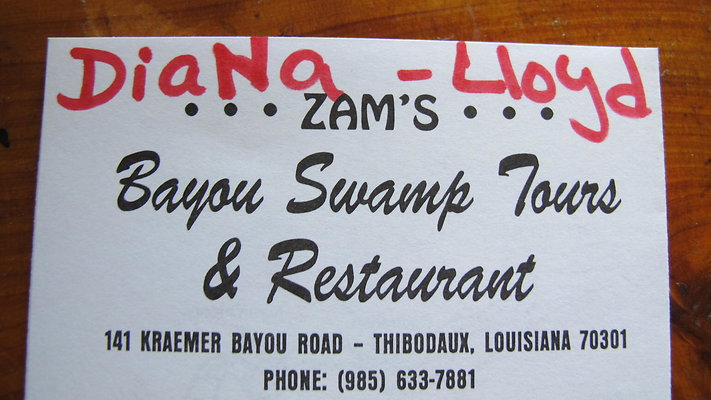 DiaNa - Lloyd
• • • ZAM'S • • •
Bayou Swamp Tours
& Restaurant
141 KRAEMER BAYOU ROAD – THIBODAUX, LOUISIANA 70301
PHONE: (985) 633-7881